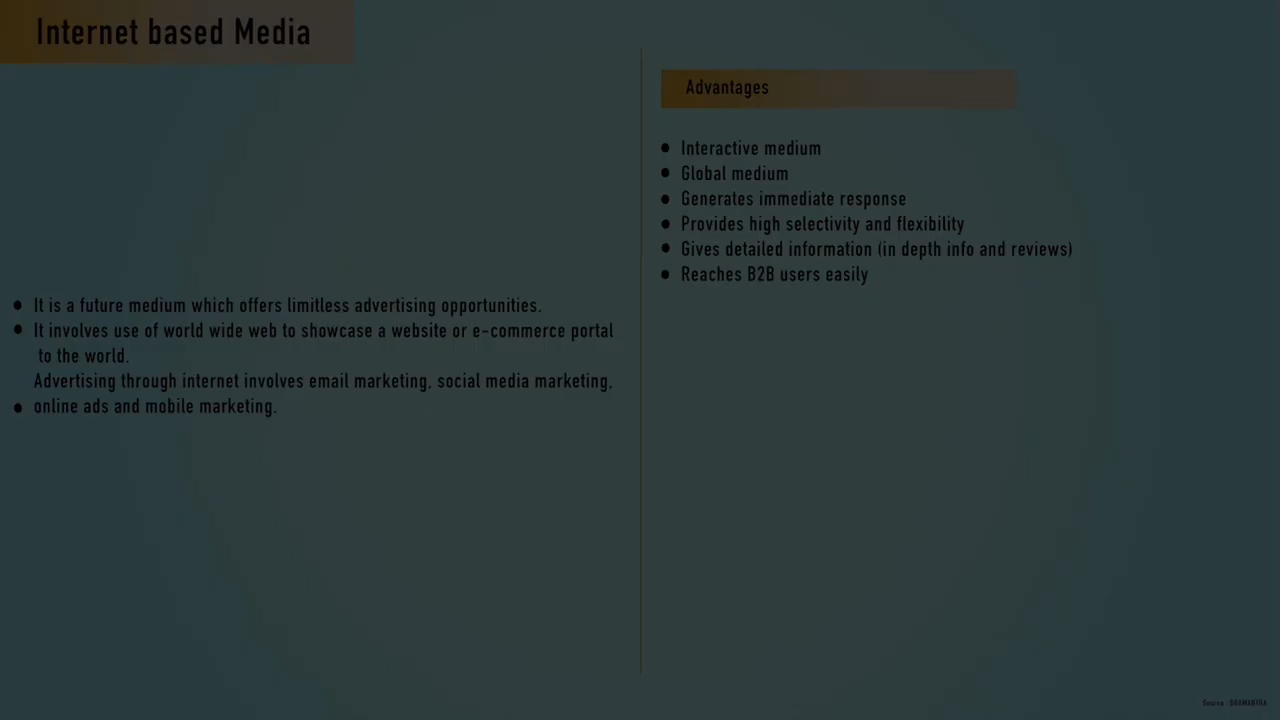 Internet based Media
• It is a future medium which offers limitless advertising opportunities.
• It involves use of world wide web to showcase a website or e-commerce portal
to the world.
Advertising through internet involves email marketing, social media marketing,
• online ads and mobile marketing.
Advantages
• Interactive medium
• Global medium
• Generates immediate response
• Provides high selectivity and flexibility
• Gives detailed information (in depth info and reviews)
• Reaches B2B users easily
Source :